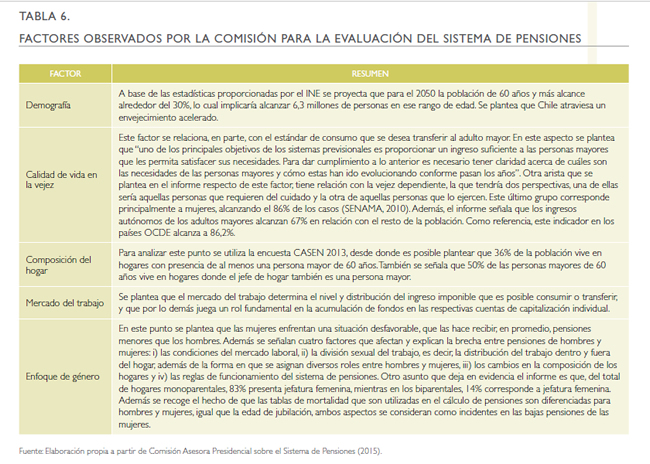 TABLA 6.
FACTORES OBSERVADOS POR LA COMISIÓN PARA LA EVALUACIÓN DEL SISTEMA DE PENSIONES
FACTOR
RESUMEN
Demografía
A base de las estadísticas proporcionadas por el INE se proyecta que para el 2050 la población de 60 años y más alcance
alrededor del 30%, lo cual implicaría alcanzar 6,3 millones de personas en ese rango de edad. Se plantea que Chile atraviesa un
envejecimiento acelerado.
Calidad de vida en
la vejez
Este factor se relaciona, en parte, con el estándar de consumo que se desea transferir al adulto mayor. En este aspecto se plantea
que “uno de los principales objetivos de los sistemas previsionales es proporcionar un ingreso suficiente a las personas mayores
que les permita satisfacer sus necesidades. Para dar cumplimiento a lo anterior es necesario tener claridad acerca de cuáles son
las necesidades de las personas mayores y cómo estas han ido evolucionando conforme pasan los años”. Otra arista que se
plantea en el informe respecto de este factor, tiene relación con la vejez dependiente, la que tendría dos perspectivas, una de ellas
sería aquellas personas que requieren del cuidado y la otra de aquellas personas que lo ejercen. Este último grupo corresponde
principalmente a mujeres, alcanzando el 86% de los casos (SENAMA, 2010). Además, el informe señala que los ingresos
autónomos de los adultos mayores alcanzan 67% en relación con el resto de la población. Como referencia, este indicador en los
países OCDE alcanza a 86,2%.
Composición del
hogar
Para analizar este punto se utiliza la encuesta CASEN 2013, desde donde es posible plantear que 36% de la población vive en
hogares con presencia de al menos una persona mayor de 60 años. También se señala que 50% de las personas mayores de 60
años vive en hogares donde el jefe de hogar también es una persona mayor.
Mercado del trabajo
Se plantea que el mercado del trabajo determina el nivel y distribución del ingreso imponible que es posible consumir o transferir,
y que por lo demás juega un rol fundamental en la acumulación de fondos en las respectivas cuentas de capitalización individual.
Enfoque de género
En este punto se plantea que las mujeres enfrentan una situación desfavorable, que las hace recibir, en promedio, pensiones
menores que los hombres. Además se señalan cuatro factores que afectan y explican la brecha entre pensiones de hombres y
mujeres: i) las condiciones del mercado laboral, ii) la división sexual del trabajo, es decir, la distribución del trabajo dentro y fuera
del hogar, además de la forma en que se asignan diversos roles entre hombres y mujeres, iii) los cambios en la composición de los
hogares y iv) las reglas de funcionamiento del sistema de pensiones. Otro asunto que deja en evidencia el informe es que, del total
de hogares monoparentales, 83% presenta jefatura femenina, mientras en los biparentales, 14% corresponde a jefatura femenina.
Además se recoge el hecho de que las tablas de mortalidad que son utilizadas en el cálculo de pensiones son diferenciadas para
hombres y mujeres, igual que la edad de jubilación, ambos aspectos se consideran como incidentes en las bajas pensiones de las
mujeres.
Fuente: Elaboración propia a partir de Comisión Asesora Presidencial sobre el Sistema de Pensiones (2015).